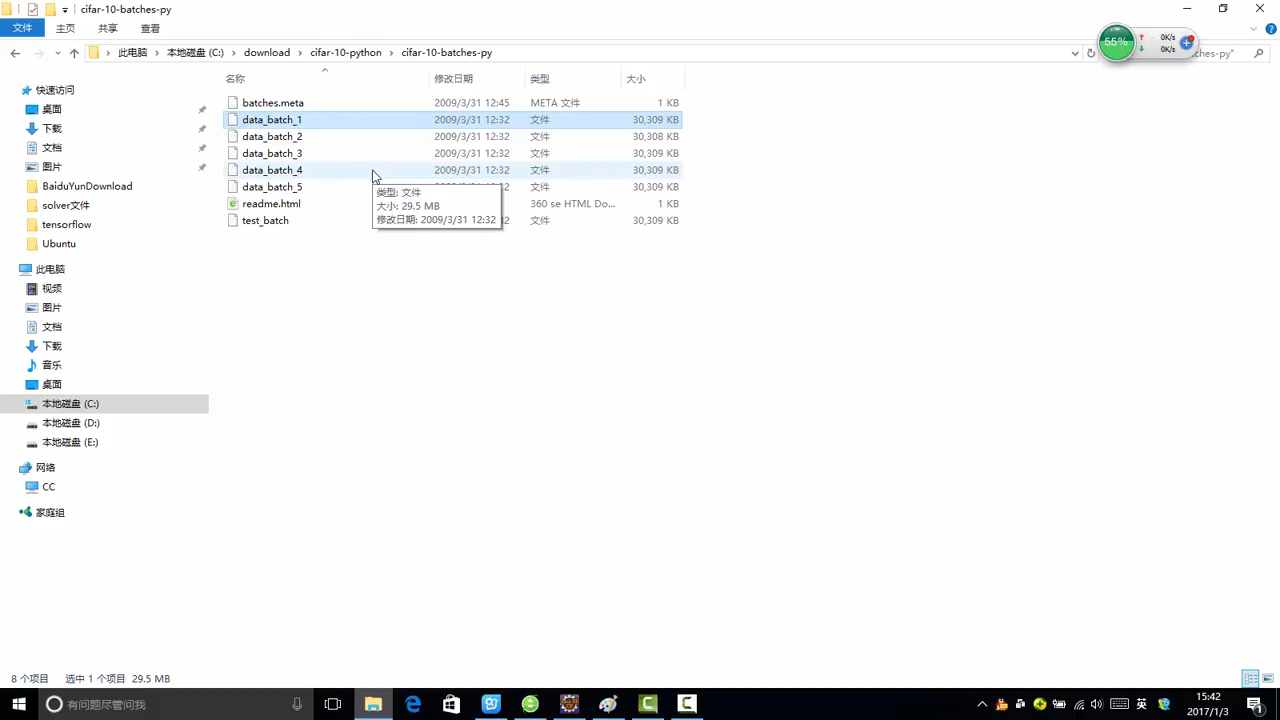 cifar-10-batches-py
文件 主页 共享 查看
此电脑 本地磁盘 (C:) download cifar-10-python cifar-10-batches-py
55% 0K/s
0K/s
hes-py"
名称 修改日期 类型 大小
快速访问
桌面
下载
文档
图片
BaiduYunDownload
solver文件
tensorflow
Ubuntu
此电脑
视频
图片
文档
下载
音乐
桌面
本地磁盘 (C:)
本地磁盘 (D:)
本地磁盘 (E:)
网络
CC
家庭组
batches.meta 2009/3/31 12:45 META 文件 1 KB
data_batch_1 2009/3/31 12:32 文件 30,309 KB
data_batch_2 2009/3/31 12:32 文件 30,308 KB
data_batch_3 2009/3/31 12:32 文件 30,309 KB
data_batch_4 2009/3/31 12:32 文件 30,309 KB
data_batch_5 文件 30,309 KB
readme.html 360 se HTML Do... 1 KB
test_batch 文件 30,309 KB
类型: 文件
大小: 29.5 MB
修改日期: 2009/3/31 12:32
8 个项目 选中 1 个项目 29.5 MB
有问题尽管问我
英
15:42
2017/1/3